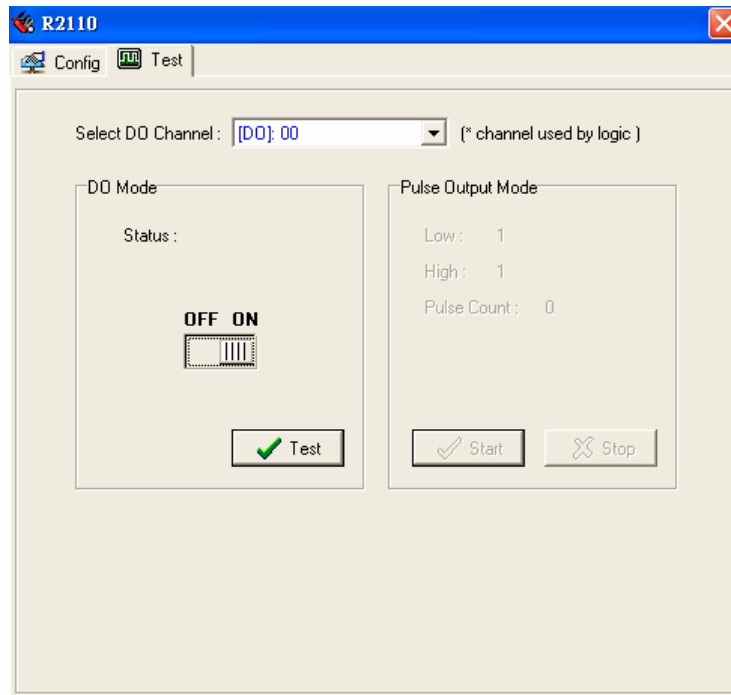 R2110
Config Test
Select DO Channel : [DO]: 00 (* channel used by logic )
DO Mode
Status :
OFF ON
Test
Pulse Output Mode
Low : 1
High : 1
Pulse Count : 0
Start Stop